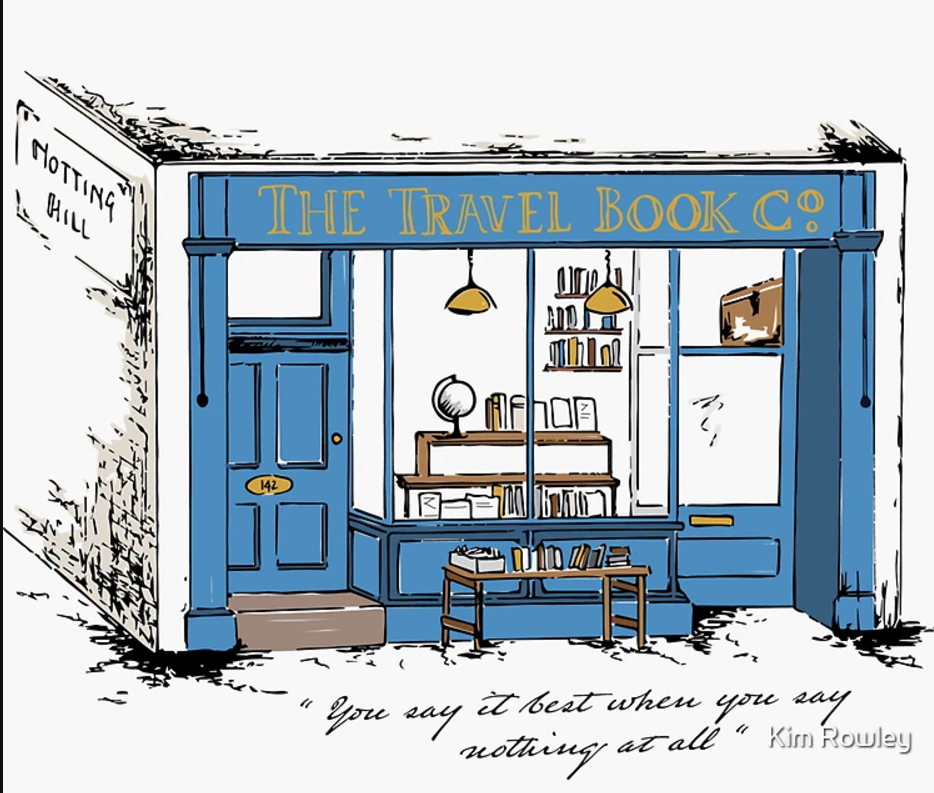 NOTTING
HILL
THE TRAVEL BOOK Cº
142
“ You say it best when you say
nothing at all “
Kim Rowley